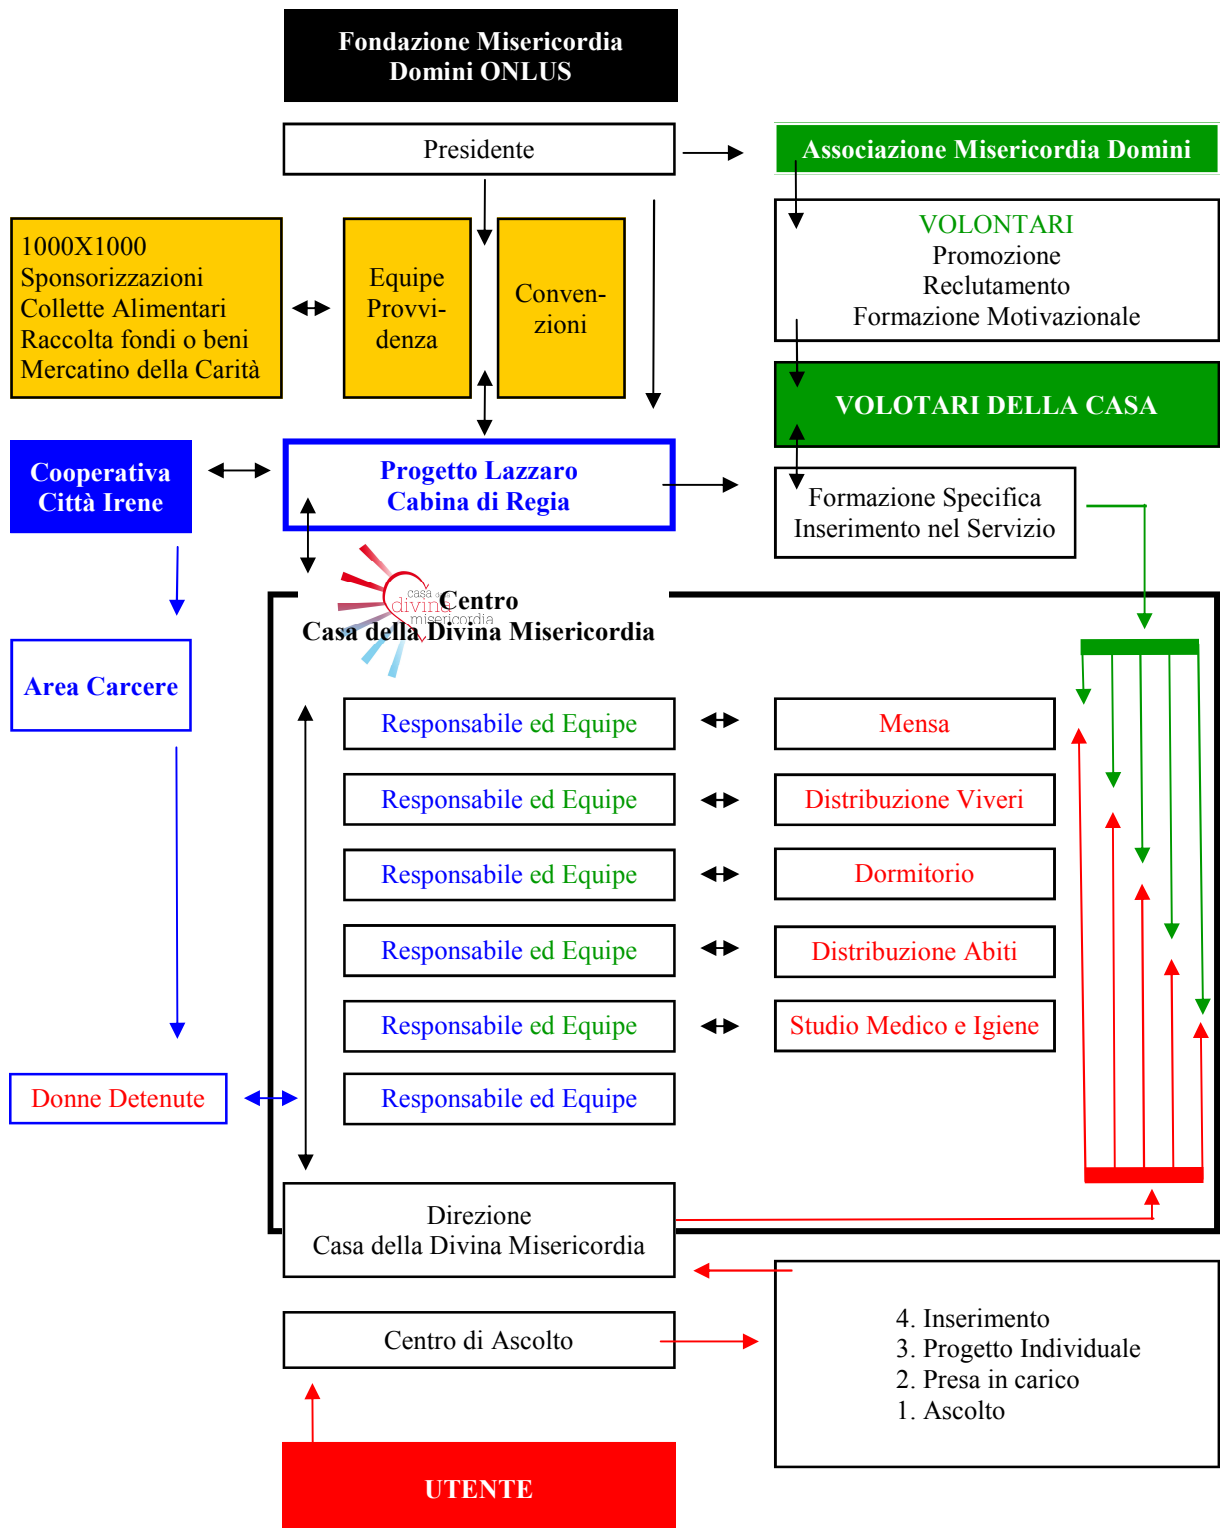 Fondazione Misericordia
Domini ONLUS
Presidente
Associazione Misericordia Domini
1000X1000
Sponsorizzazioni
Collette Alimentari
Raccolta fondi o beni
Mercatino della Carità
Equipe
Provvi-
denza
Conven-
zioni
VOLONTARI
Promozione
Reclutamento
Formazione Motivazionale
VOLOTARI DELLA CASA
Cooperativa
Città Irene
Progetto Lazzaro
Cabina di Regia
Formazione Specifica
Inserimento nel Servizio
casa
divina
misericordia
Centro
Casa della Divina Misericordia
Area Carcere
Responsabile ed Equipe
Mensa
Responsabile ed Equipe
Distribuzione Viveri
Responsabile ed Equipe
Dormitorio
Responsabile ed Equipe
Distribuzione Abiti
Responsabile ed Equipe
Studio Medico e Igiene
Donne Detenute
Responsabile ed Equipe
Direzione
Casa della Divina Misericordia
Centro di Ascolto
4. Inserimento
3. Progetto Individuale
2. Presa in carico
1. Ascolto
UTENTE